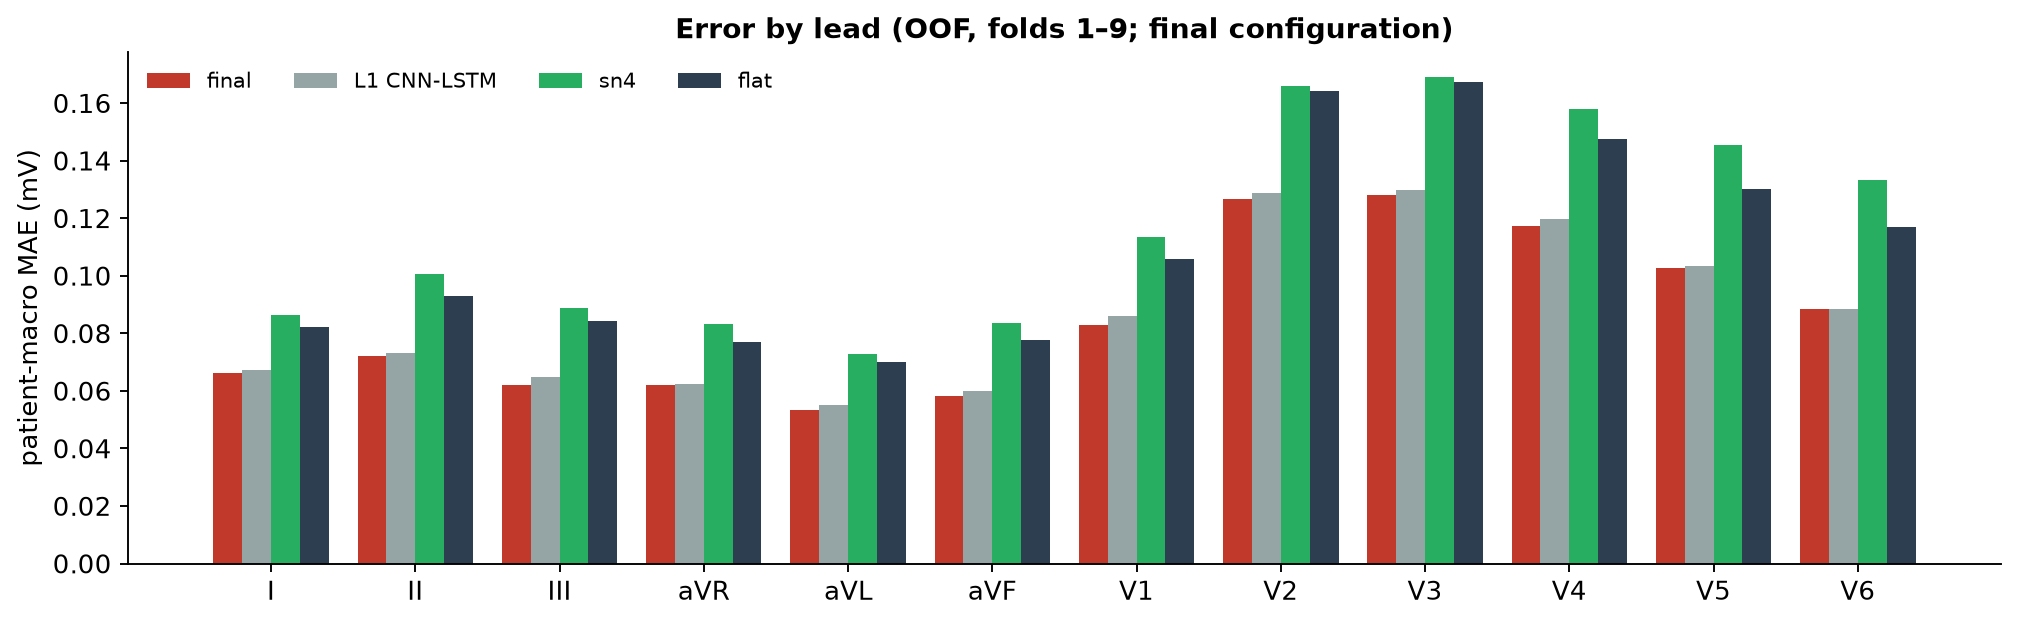 Error by lead (OOF, folds 1–9; final configuration)
final L1 CNN-LSTM sn4 flat
patient-macro MAE (mV)
0.16
0.14
0.12
0.10
0.08
0.06
0.04
0.02
0.00
I II III aVR aVL aVF V1 V2 V3 V4 V5 V6